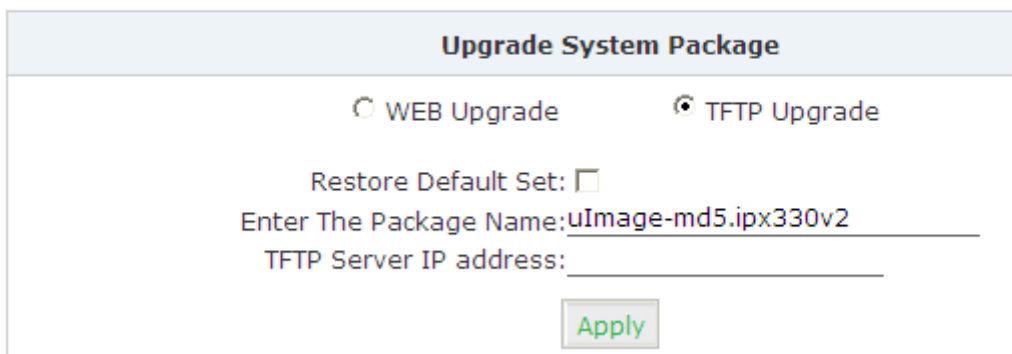 Upgrade System Package
WEB Upgrade TFTP Upgrade
Restore Default Set:
Enter The Package Name:uImage-md5.ipx330v2
TFTP Server IP address:
Apply